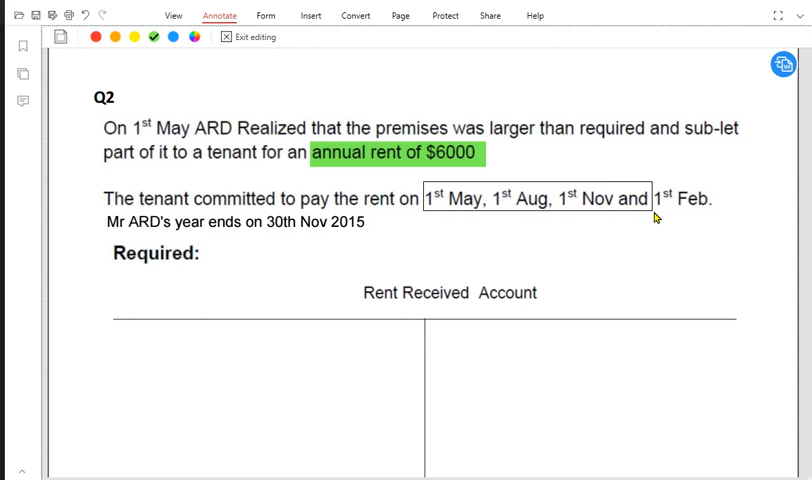 View Annotate Form Insert Convert Page Protect Share Help
Exit editing
Q2
On 1st May ARD Realized that the premises was larger than required and sub-let
part of it to a tenant for an annual rent of $6000
The tenant committed to pay the rent on 1st May, 1st Aug, 1st Nov and 1st Feb.
Mr ARD's year ends on 30th Nov 2015
Required:
Rent Received Account